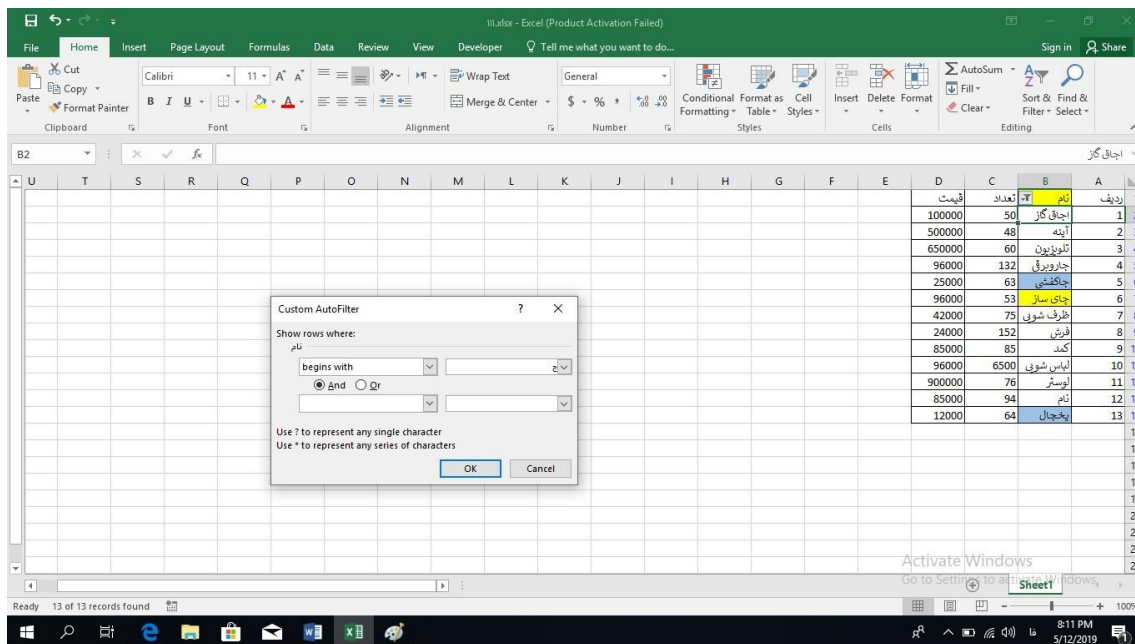 111.xlsx - Excel (Product Activation Failed)
File Home Insert Page Layout Formulas Data Review View Developer Tell me what you want to do... Sign in Share
Paste Cut Copy Format Painter Clipboard
Calibri 11 A A B I U A Font
Wrap Text Merge & Center Alignment
General $ % , Number
Conditional Formatting Format as Table Cell Styles Styles
Insert Delete Format Cells
AutoSum Fill Clear Sort & Filter Find & Select Editing
B2 fx اجاق گاز
U T S R Q P O N M L K J I H G F E D C B A
ردیف نام تعداد قیمت
1 اجاق گاز 50 100000
2 آینه 48 500000
3 تلویزیون 60 650000
4 جاروبرقی 132 96000
5 جاکفشی 63 25000
6 چای ساز 53 96000
7 ظرف شویی 75 42000
8 فرش 152 24000
9 کمد 85 85000
10 لباس شویی 6500 96000
11 لوستر 76 900000
12 نام 94 85000
13 یخچال 64 12000
Custom AutoFilter ? X
Show rows where:
نام
begins with ج
And Or
Use ? to represent any single character
Use * to represent any series of characters
OK Cancel
Activate Windows
Go to Settings to activate Windows.
Sheet1
Ready 13 of 13 records found 100%
8:11 PM
5/12/2019